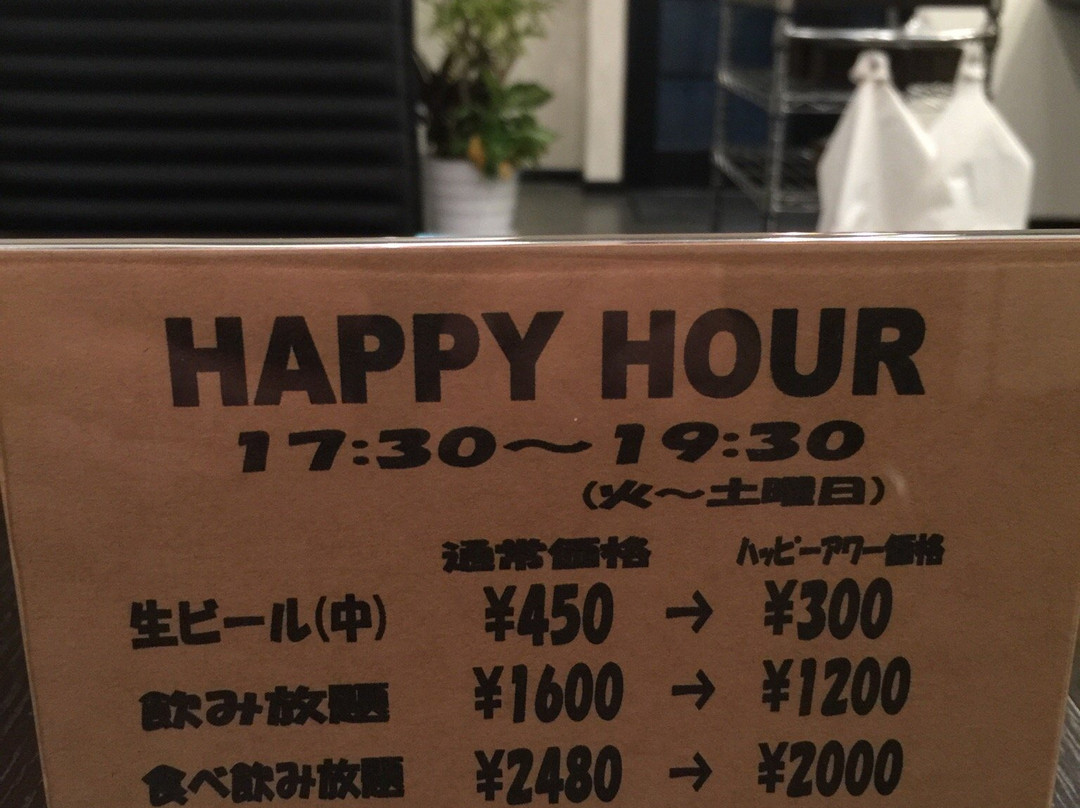 HAPPY HOUR
17:30～19:30
(火～土曜日)
通常価格 ハッピーアワー価格
生ビール(中) ¥450 → ¥300
飲み放題 ¥1600 → ¥1200
食べ飲み放題 ¥2480 → ¥2000